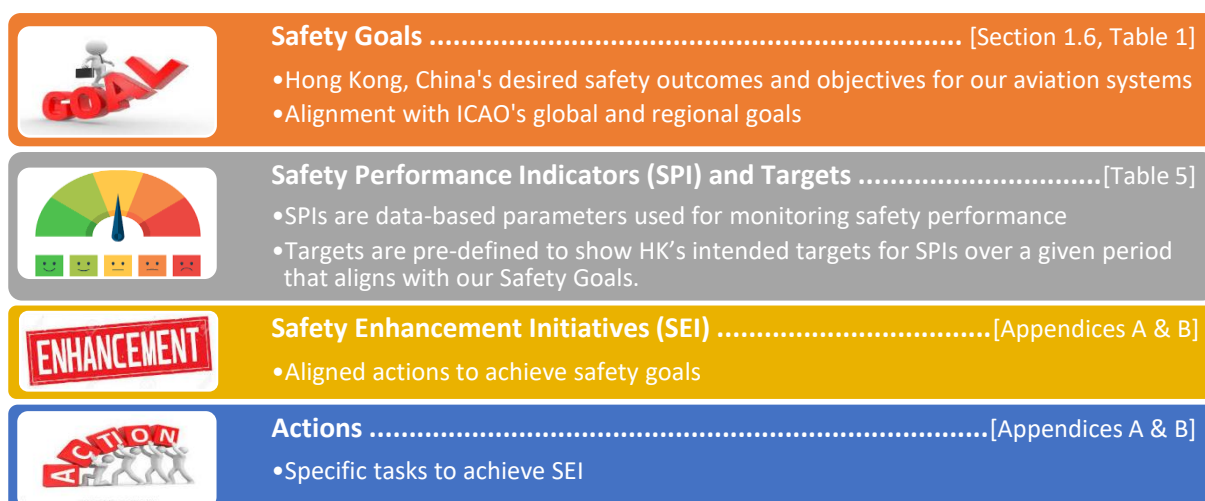 GOAL
Safety Goals ............................................................................................ [Section 1.6, Table 1]
•Hong Kong, China's desired safety outcomes and objectives for our aviation systems
•Alignment with ICAO's global and regional goals
Safety Performance Indicators (SPI) and Targets ..............................[Table 5]
•SPIs are data-based parameters used for monitoring safety performance
•Targets are pre-defined to show HK’s intended targets for SPIs over a given period
that aligns with our Safety Goals.
ENHANCEMENT
Safety Enhancement Initiatives (SEI) ...............................................[Appendices A & B]
•Aligned actions to achieve safety goals
ACTION
Actions ..........................................................................................................[Appendices A & B]
•Specific tasks to achieve SEI